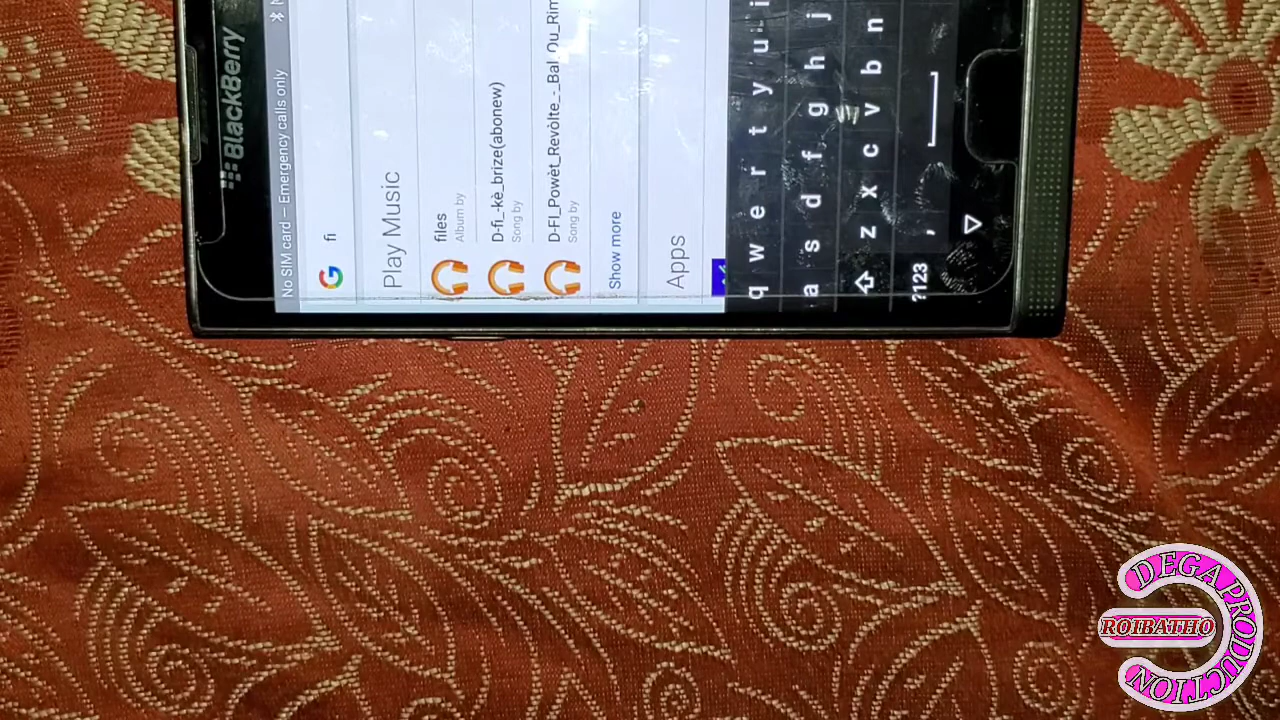 BlackBerry
No SIM card – Emergency calls only
fi
Play Music
files
Album by
D-fi_-kè_brize(abonew)
Song by
D-FI_Powèt_Revòlte_-_Bal_Ou_Rim
Song by
Show more
Apps
q w e r t y u i
a s d f g h j
z x c v b n
?123 ,
DEGA PRODUCTION
ROIBATHO